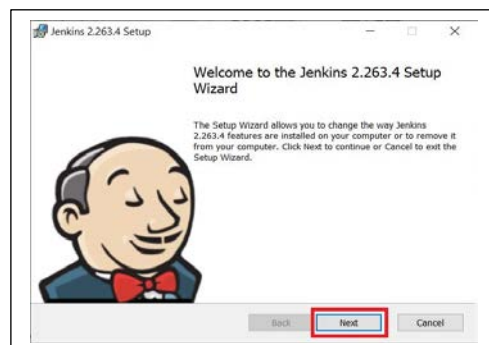 Jenkins 2.263.4 Setup
Welcome to the Jenkins 2.263.4 Setup
Wizard
The Setup Wizard allows you to change the way Jenkins
2.263.4 features are installed on your computer or to remove it
from your computer. Click Next to continue or Cancel to exit the
Setup Wizard.
Back Next Cancel